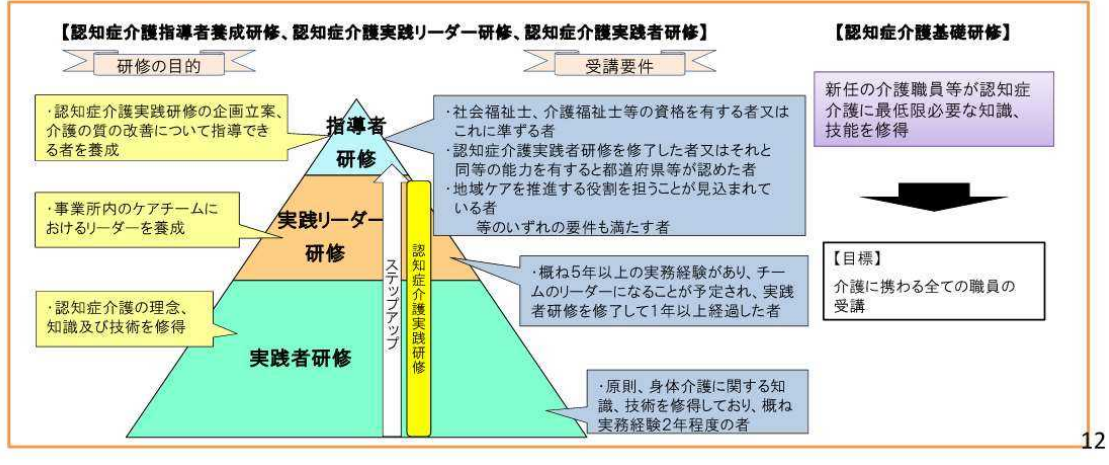 【認知症介護指導者養成研修、認知症介護実践リーダー研修、認知症介護実践者研修】
研修の目的
受講要件
・認知症介護実践研修の企画立案、
介護の質の改善について指導でき
る者を養成
指導者
研修
・社会福祉士、介護福祉士等の資格を有する者又は
これに準ずる者
・認知症介護実践者研修を修了した者又はそれと
同等の能力を有すると都道府県等が認めた者
・地域ケアを推進する役割を担うことが見込まれて
いる者
等のいずれの要件も満たす者
・事業所内のケアチームに
おけるリーダーを養成
実践リーダー
研修
・概ね5年以上の実務経験があり、チー
ムのリーダーになることが予定され、実践
者研修を修了して1年以上経過した者
・認知症介護の理念、
知識及び技術を修得
実践者研修
ステップアップ
認知症介護実践研修
・原則、身体介護に関する知
識、技術を修得しており、概ね
実務経験2年程度の者
【認知症介護基礎研修】
新任の介護職員等が認知症
介護に最低限必要な知識、
技能を修得
【目標】
介護に携わる全ての職員の
受講
12